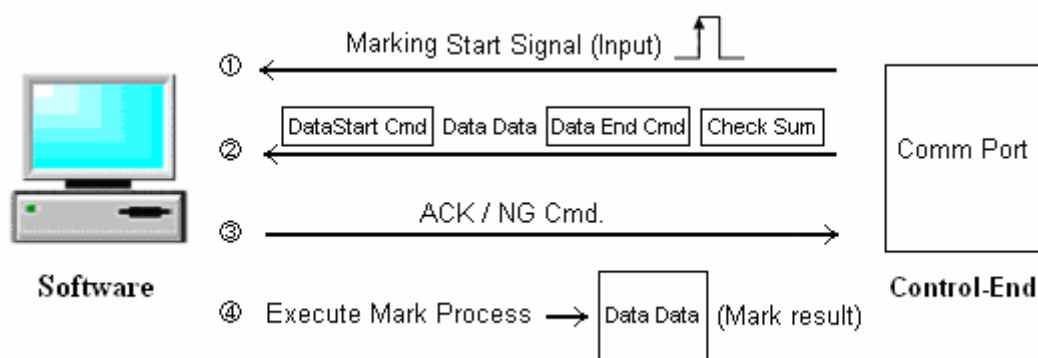 ① Marking Start Signal (Input)
② DataStart Cmd Data Data Data End Cmd Check Sum
③ ACK / NG Cmd.
④ Execute Mark Process Data Data (Mark result)
Software
Comm Port
Control-End